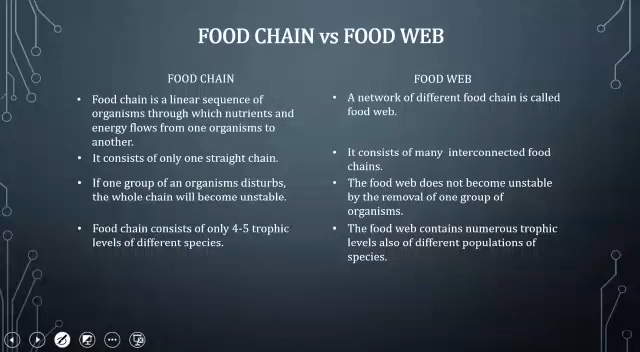 FOOD CHAIN vs FOOD WEB
FOOD CHAIN
• Food chain is a linear sequence of
organisms through which nutrients and
energy flows from one organisms to
another.
• It consists of only one straight chain.
• If one group of an organisms disturbs,
the whole chain will become unstable.
• Food chain consists of only 4-5 trophic
levels of different species.
FOOD WEB
• A network of different food chain is called
food web.
• It consists of many interconnected food
chains.
• The food web does not become unstable
by the removal of one group of
organisms.
• The food web contains numerous trophic
levels also of different populations of
species.